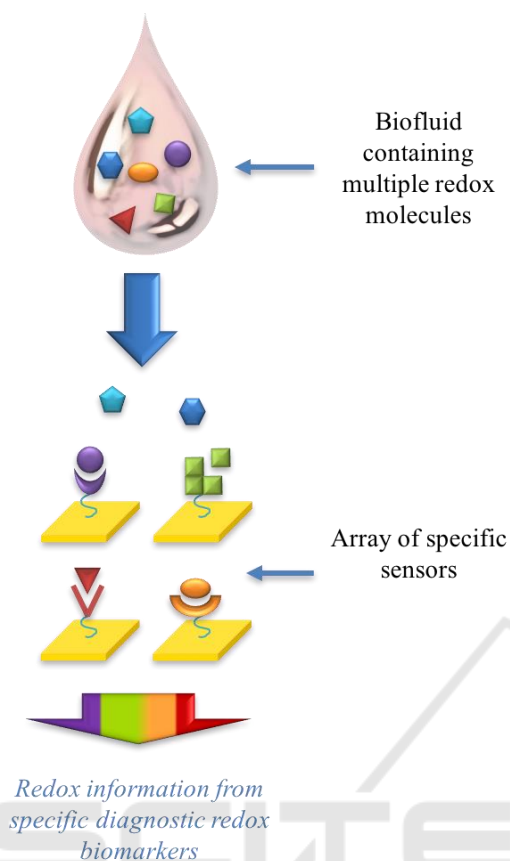 Biofluid
containing
multiple redox
molecules
Array of specific
sensors
Redox information from
specific diagnostic redox
biomarkers